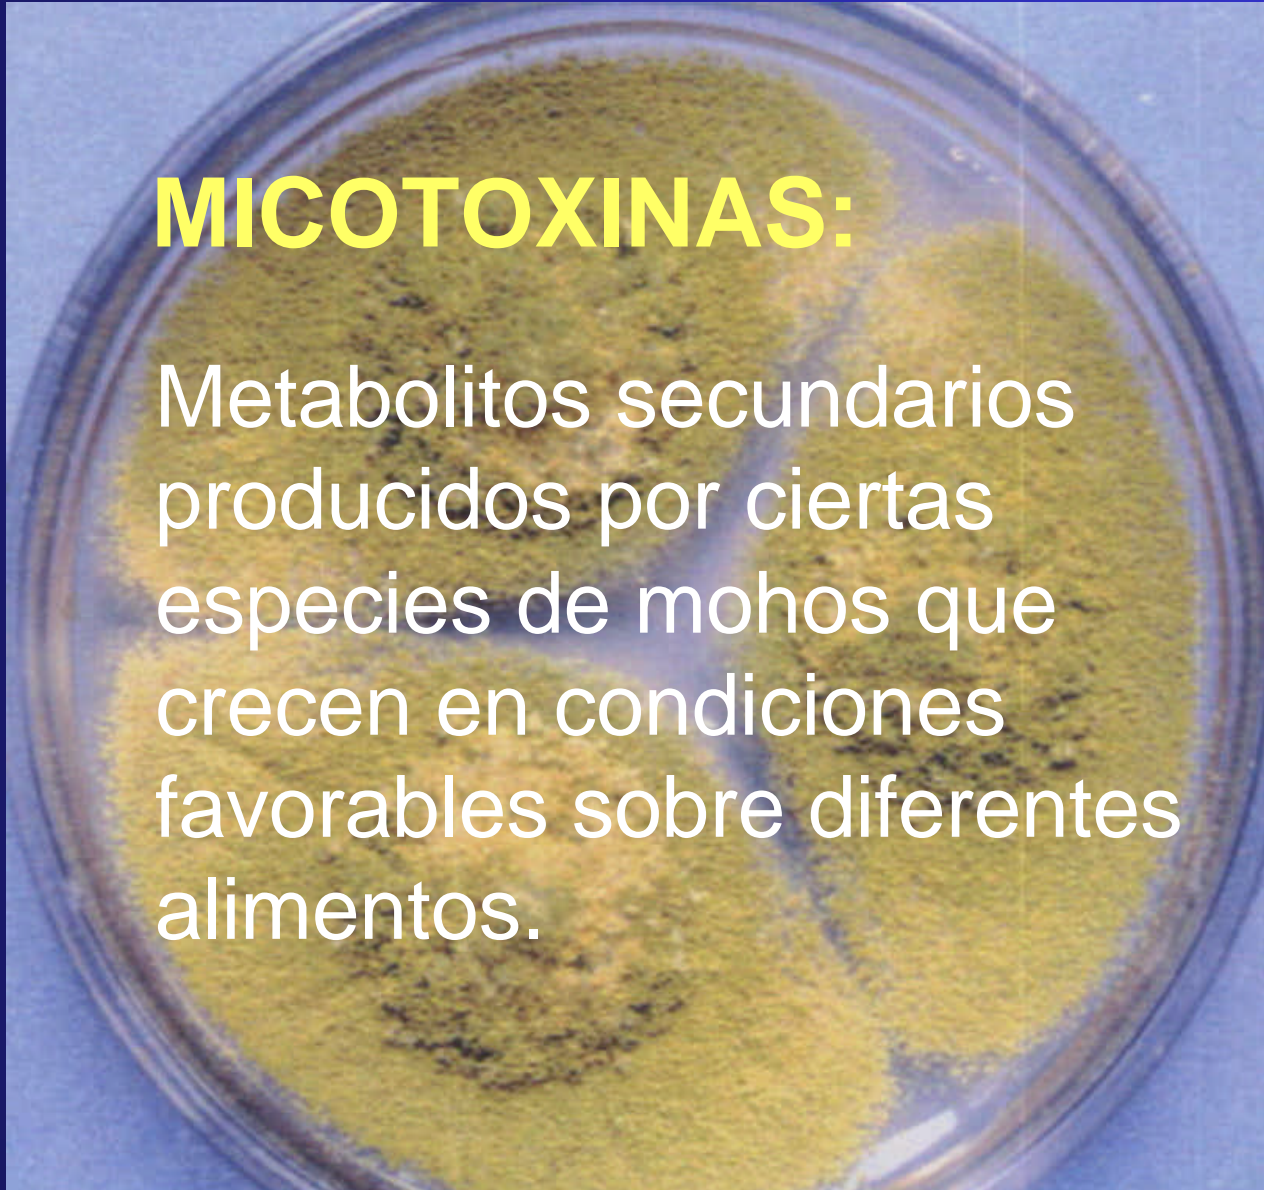 MICOTOXINAS:
Metabolitos secundarios
producidos por ciertas
especies de mohos que
crecen en condiciones
favorables sobre diferentes
alimentos.